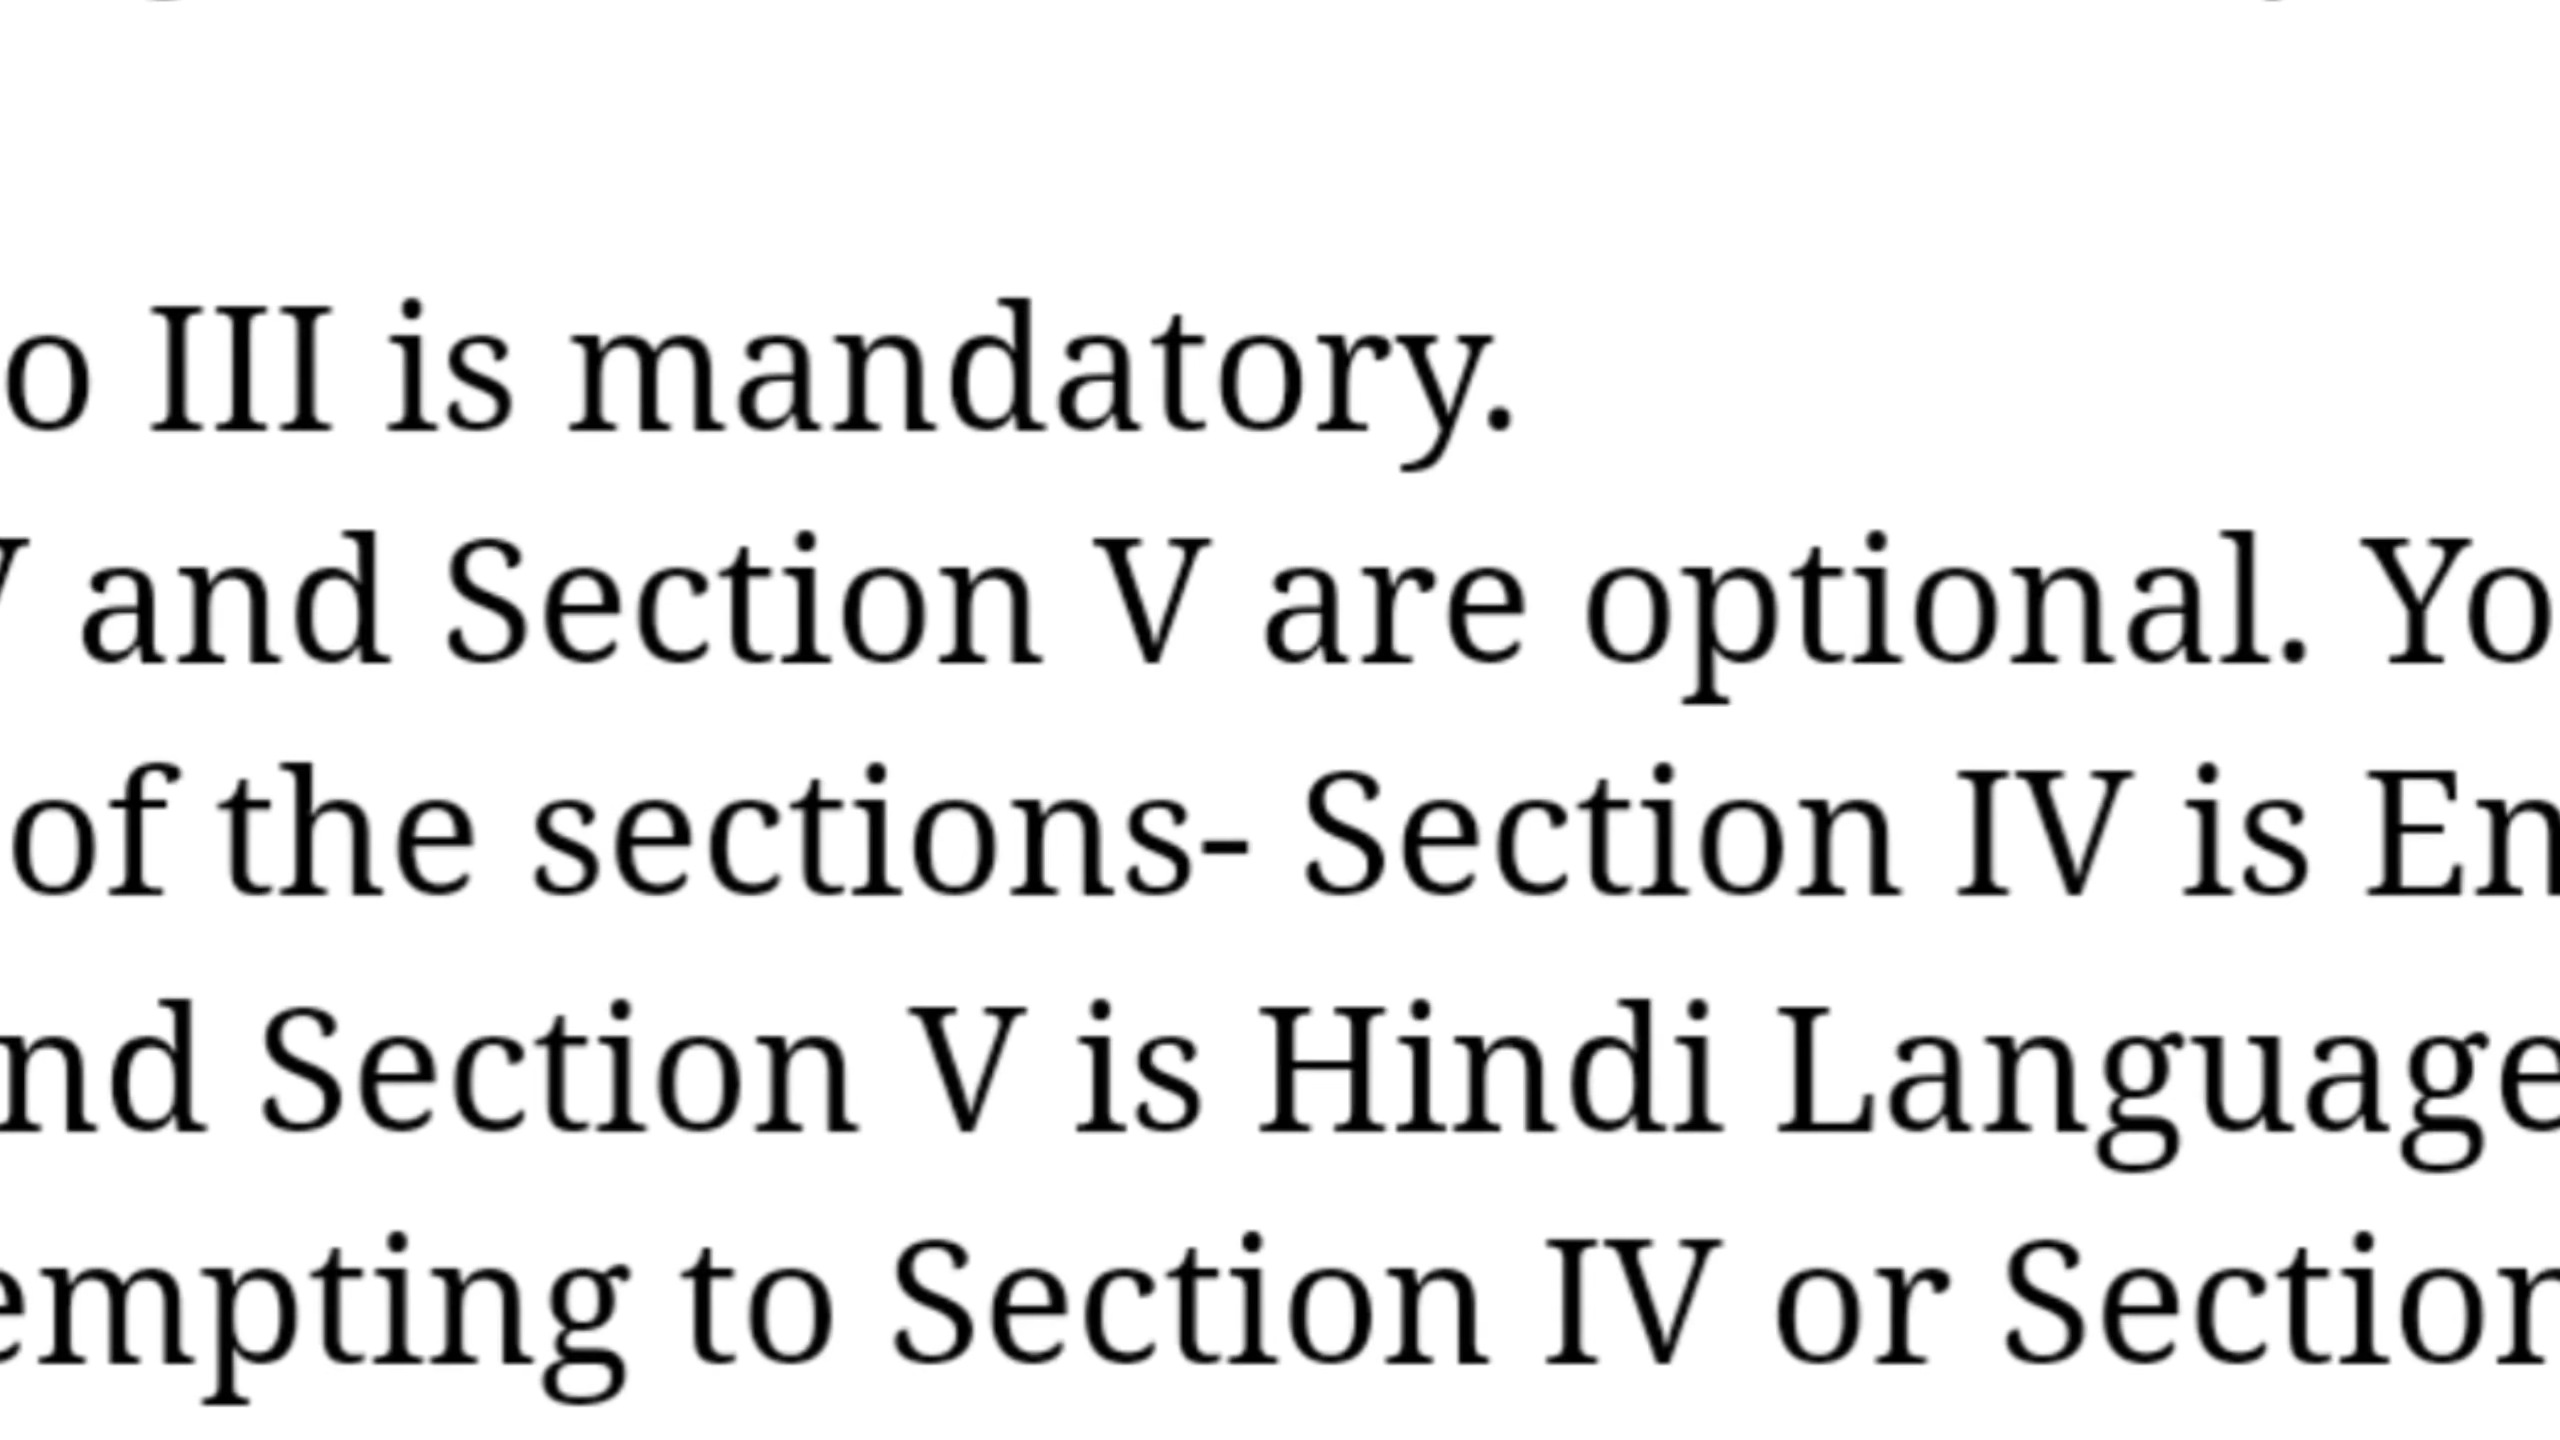 o III is mandatory.
and Section V are optional. Yo
of the sections- Section IV is En
nd Section V is Hindi Language
empting to Section IV or Section